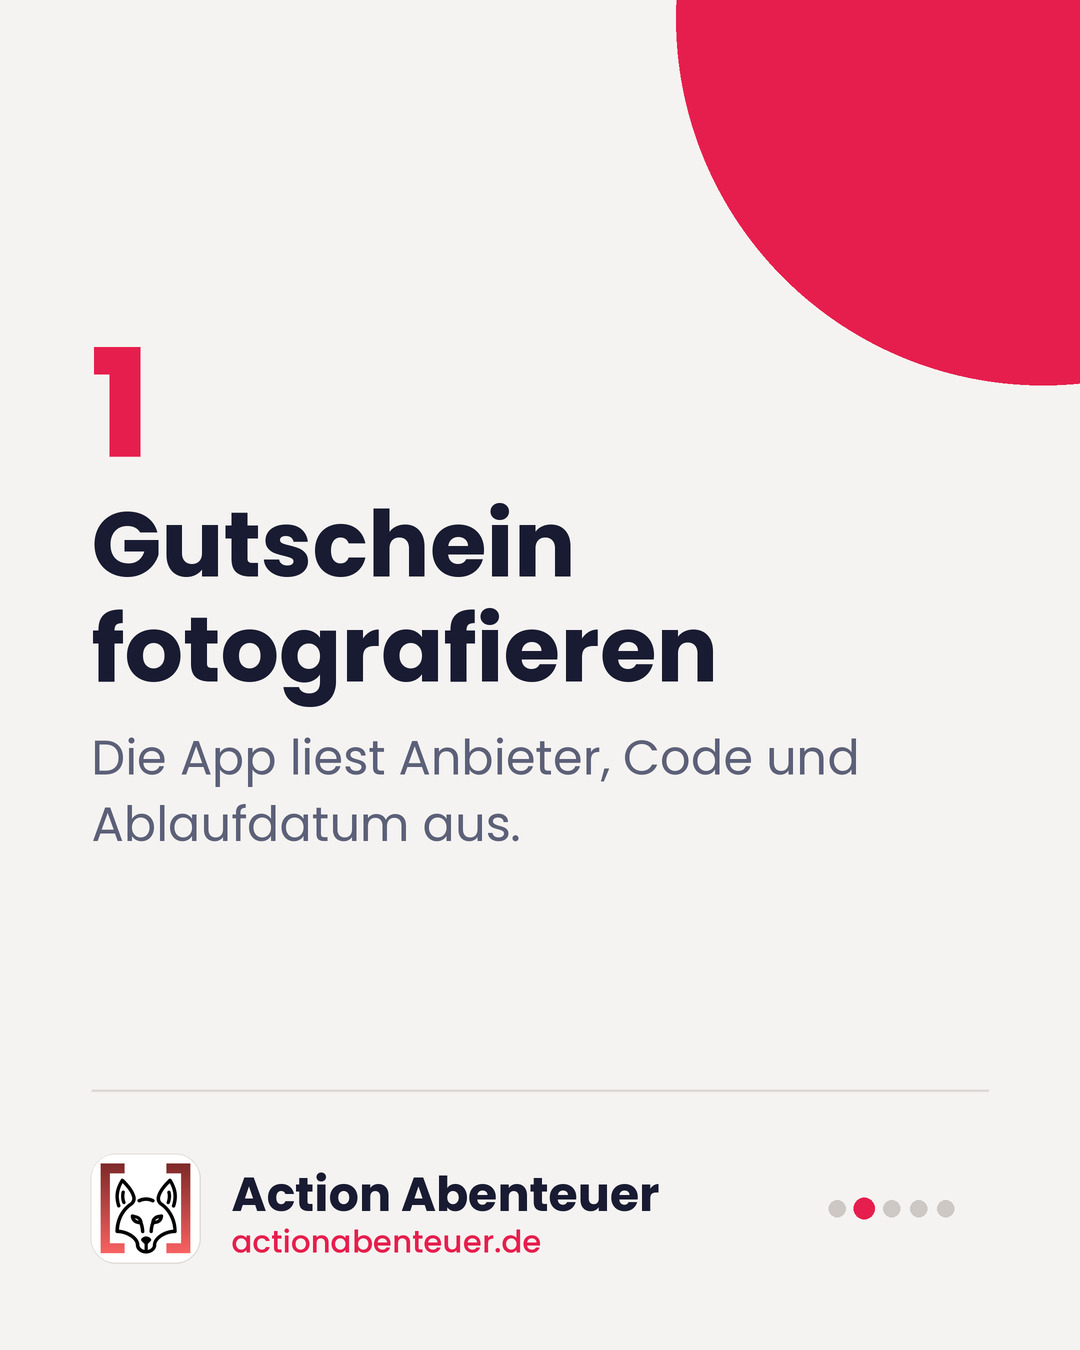 1
Gutschein
fotografieren
Die App liest Anbieter, Code und
Ablaufdatum aus.
Action Abenteuer
actionabenteuer.de